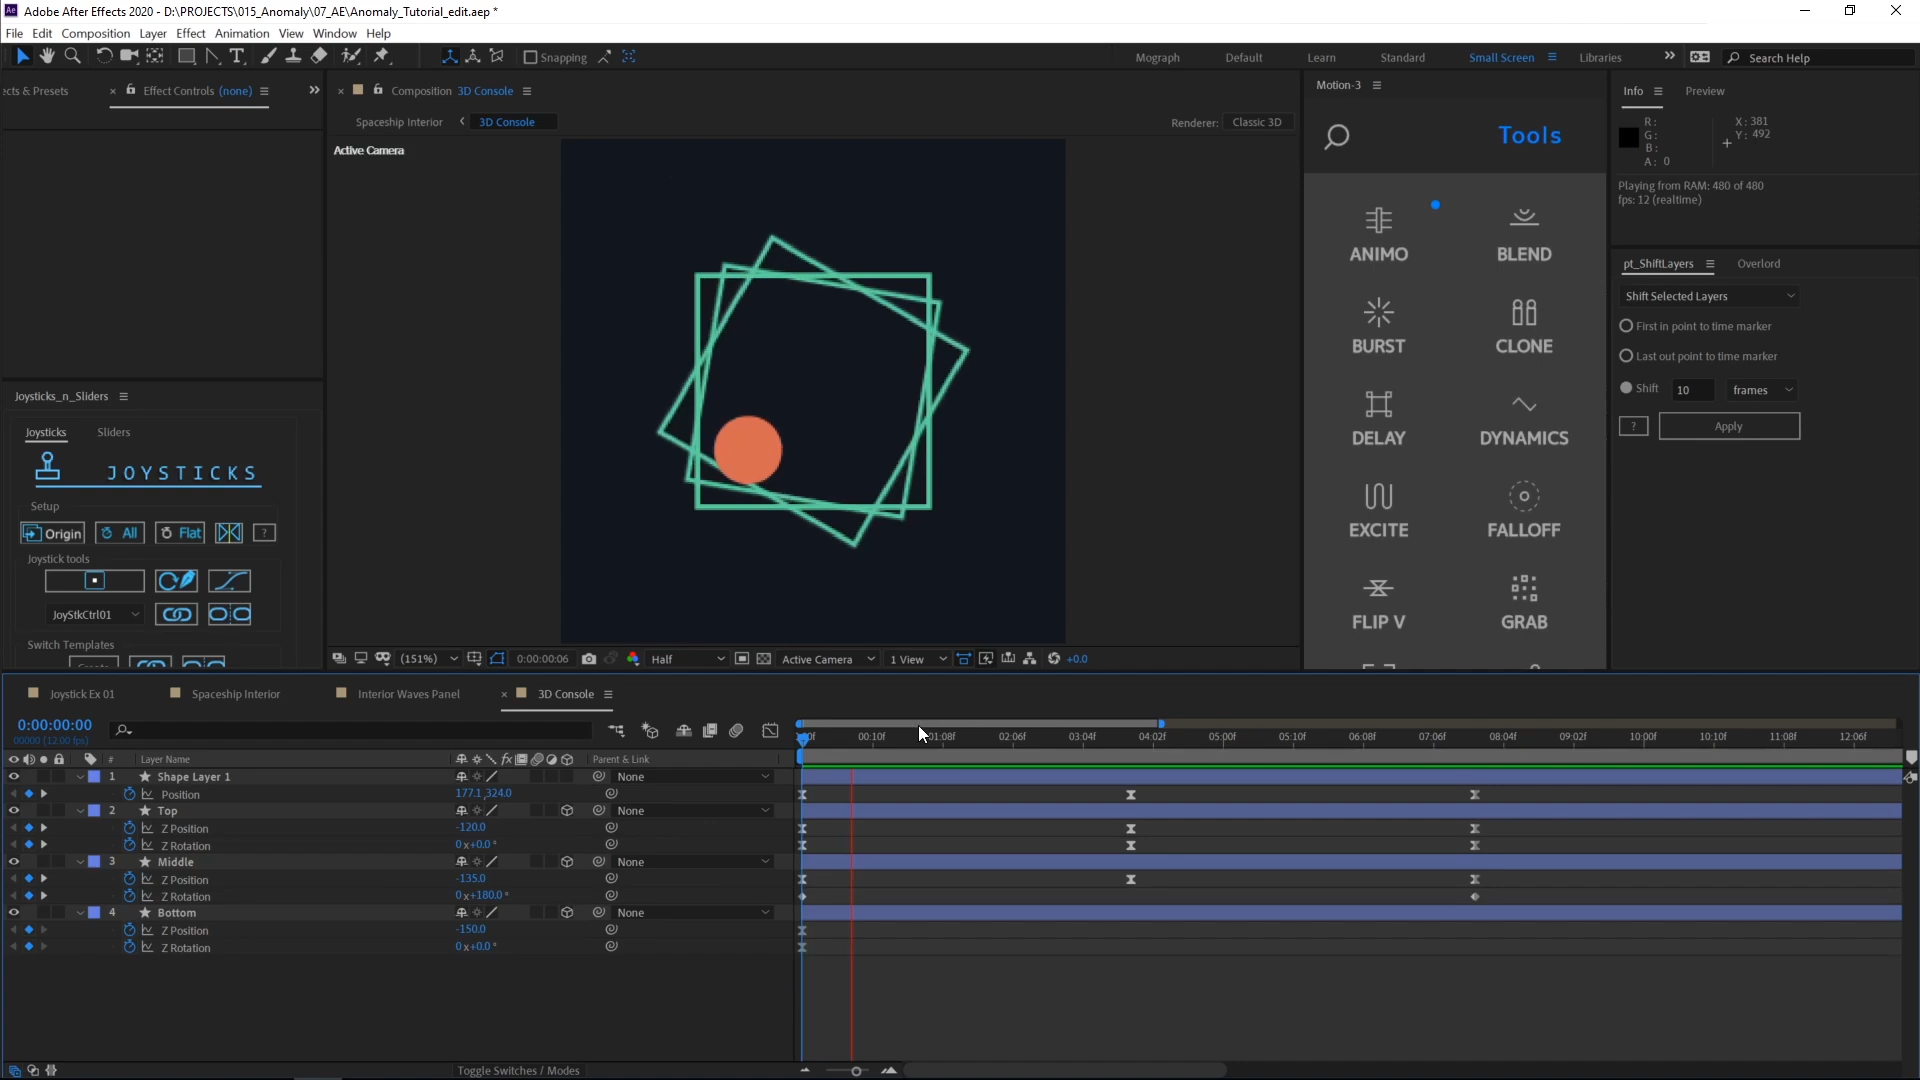 Ae Adobe After Effects 2020 - D:\PROJECTS\015_Anomaly\07_AE\Anomaly_Tutorial_edit.aep *
File Edit Composition Layer Effect Animation View Window Help
Snapping Mograph Default Learn Standard Small Screen Libraries Search Help
ects & Presets
Effect Controls (none)
Composition 3D Console
Spaceship Interior 3D Console
Renderer: Classic 3D
Active Camera
Motion-3
Tools
ANIMO BLEND
BURST CLONE
DELAY DYNAMICS
EXCITE FALLOFF
FLIP V GRAB
Info Preview
R:
G:
B:
A: 0
X: 381
Y: 492
Playing from RAM: 480 of 480
fps: 12 (realtime)
pt_ShiftLayers Overlord
Shift Selected Layers
First in point to time marker
Last out point to time marker
Shift 10 frames
? Apply
Joysticks_n_Sliders
Joysticks Sliders
JOYSTICKS
Setup
Origin All Flat ?
Joystick tools
JoyStkCtrl01
Switch Templates
Create
(151%) 0:00:00:06 Half Active Camera 1 View +0.0
Joystick Ex 01 Spaceship Interior Interior Waves Panel 3D Console
0:00:00:00
00000 (12.00 fps)
00:10f 01:08f 02:06f 03:04f 04:02f 05:00f 05:10f 06:08f 07:06f 08:04f 09:02f 10:00f 10:10f 11:08f 12:06f
# Layer Name fx Parent & Link
1 Shape Layer 1 None
Position 177.1,324.0
2 Top None
Z Position -120.0
Z Rotation 0x+0.0°
3 Middle None
Z Position -135.0
Z Rotation 0x+180.0°
4 Bottom None
Z Position -150.0
Z Rotation 0x+0.0°
Toggle Switches / Modes